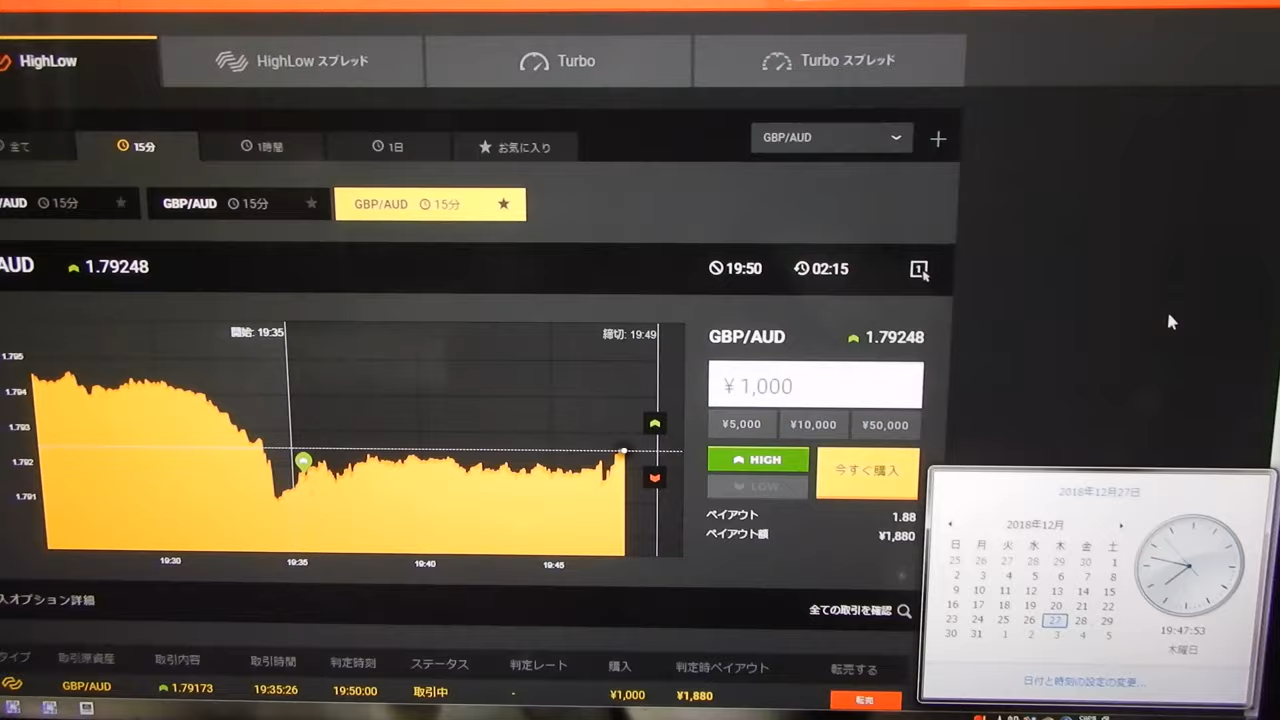 HighLow
HighLow スプレッド
Turbo
Turbo スプレッド
全て
15分
1時間
1日
お気に入り
GBP/AUD
/AUD 15分
GBP/AUD 15分
GBP/AUD 15分
AUD 1.79248
19:50 02:15
開始: 19:35
締切: 19:49
1.795
1.794
1.793
1.792
1.791
19:30 19:35 19:40 19:45
GBP/AUD 1.79248
¥ 1,000
¥5,000 ¥10,000 ¥50,000
HIGH
LOW
今すぐ購入
ペイアウト 1.88
ペイアウト額 ¥1,880
入オプション詳細
全ての取引を確認
タイプ 取引原資産 取引内容 取引時間 判定時刻 ステータス 判定レート 購入 判定時ペイアウト 転売する
GBP/AUD 1.79173 19:35:26 19:50:00 取引中 - ¥1,000 ¥1,880 転売
2018年12月27日
2018年12月
日 月 火 水 木 金 土
25 26 27 28 29 30 1
2 3 4 5 6 7 8
9 10 11 12 13 14 15
16 17 18 19 20 21 22
23 24 25 26 27 28 29
30 31 1 2 3 4 5
19:47:53
木曜日
日付と時刻の設定の変更...